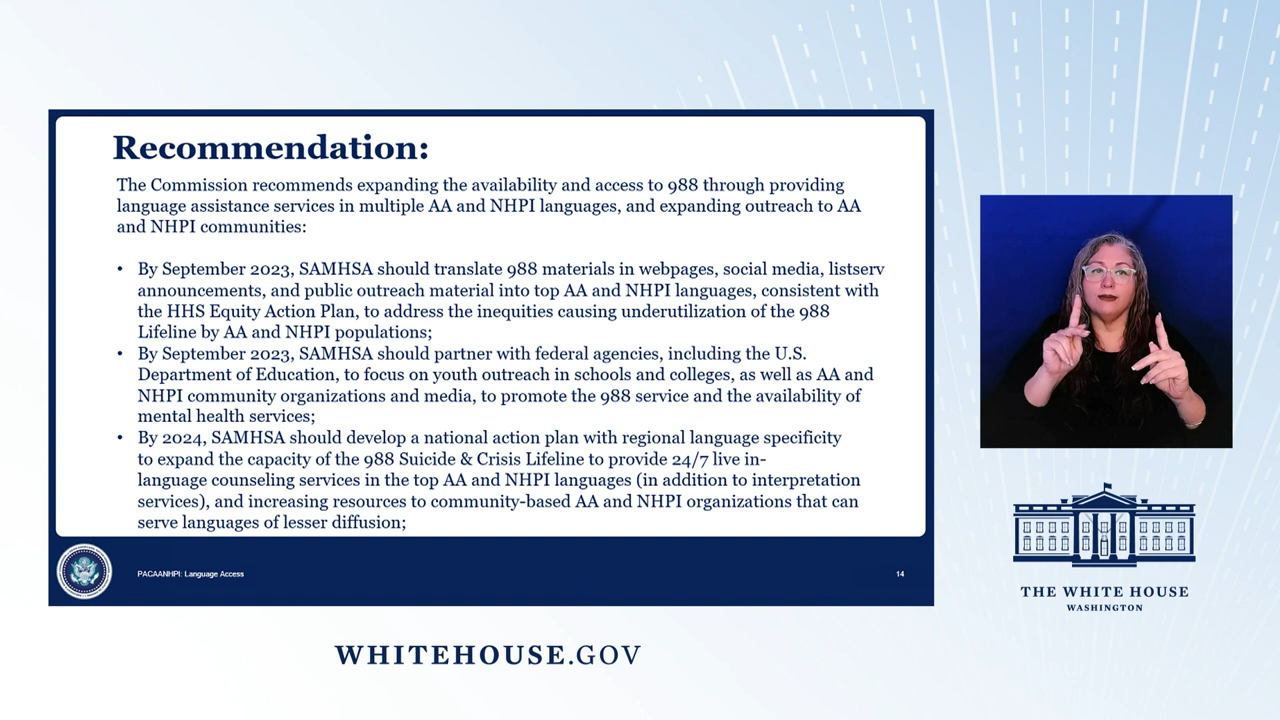 Recommendation:
The Commission recommends expanding the availability and access to 988 through providing
language assistance services in multiple AA and NHPI languages, and expanding outreach to AA
and NHPI communities:
• By September 2023, SAMHSA should translate 988 materials in webpages, social media, listserv
announcements, and public outreach material into top AA and NHPI languages, consistent with
the HHS Equity Action Plan, to address the inequities causing underutilization of the 988
Lifeline by AA and NHPI populations;
• By September 2023, SAMHSA should partner with federal agencies, including the U.S.
Department of Education, to focus on youth outreach in schools and colleges, as well as AA and
NHPI community organizations and media, to promote the 988 service and the availability of
mental health services;
• By 2024, SAMHSA should develop a national action plan with regional language specificity
to expand the capacity of the 988 Suicide & Crisis Lifeline to provide 24/7 live in-
language counseling services in the top AA and NHPI languages (in addition to interpretation
services), and increasing resources to community-based AA and NHPI organizations that can
serve languages of lesser diffusion;
PACAANHPI: Language Access
14
THE WHITE HOUSE
WASHINGTON
WHITEHOUSE.GOV